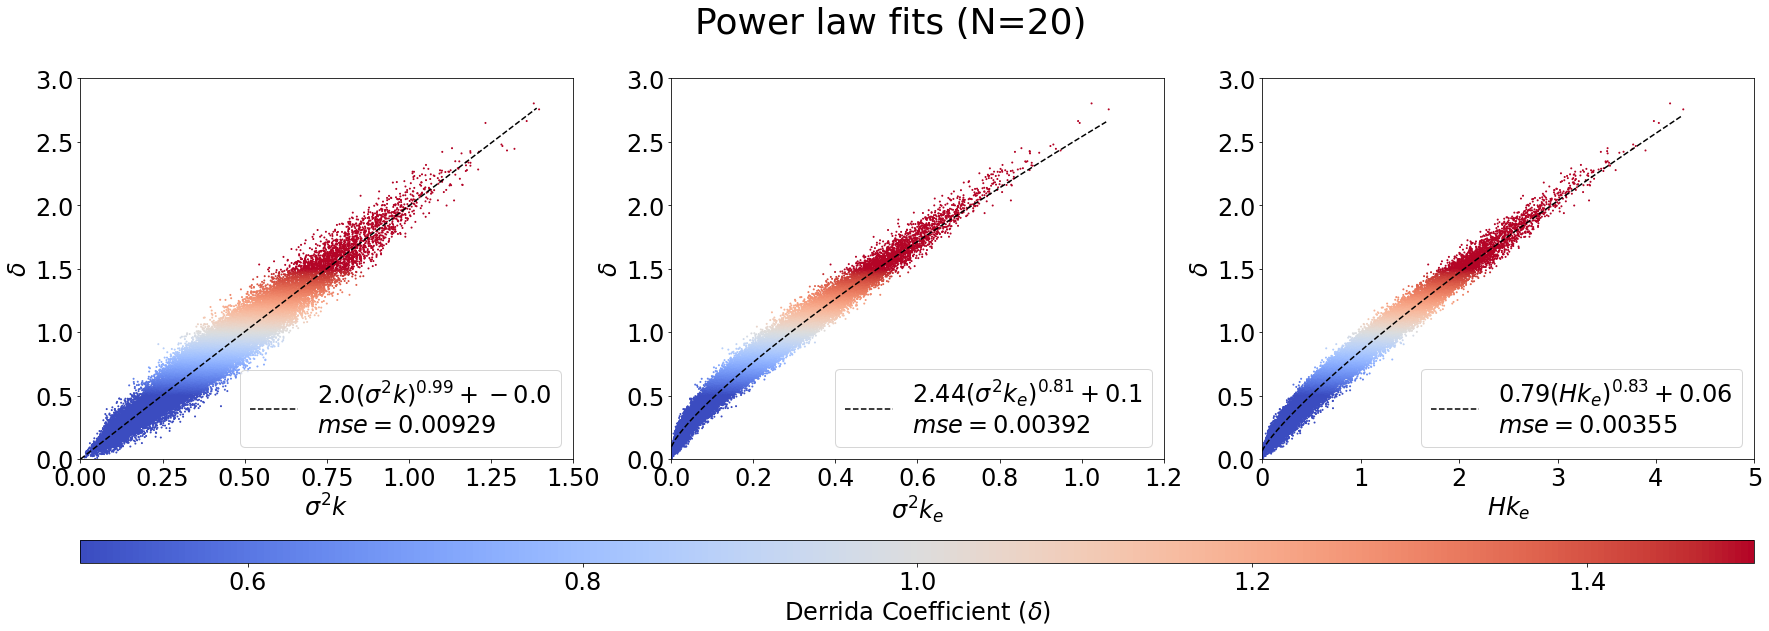 Power law fits (N=20)
3.0
2.5
2.0
1.5
1.0
0.5
0.0
δ
2.0(σ²k)^0.99 + −0.0
mse = 0.00929
0.00 0.25 0.50 0.75 1.00 1.25 1.50
σ²k
3.0
2.5
2.0
1.5
1.0
0.5
0.0
δ
2.44(σ²kₑ)^0.81 + 0.1
mse = 0.00392
0.0 0.2 0.4 0.6 0.8 1.0 1.2
σ²kₑ
3.0
2.5
2.0
1.5
1.0
0.5
0.0
δ
0.79(Hkₑ)^0.83 + 0.06
mse = 0.00355
0 1 2 3 4 5
Hkₑ
0.6 0.8 1.0 1.2 1.4
Derrida Coefficient (δ)